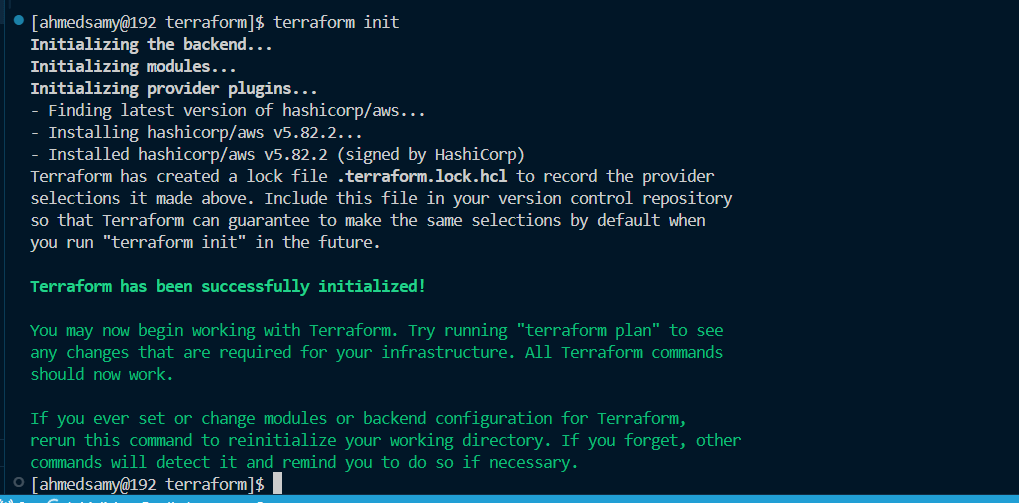 [ahmedsamy@192 terraform]$ terraform init
Initializing the backend...
Initializing modules...
Initializing provider plugins...
- Finding latest version of hashicorp/aws...
- Installing hashicorp/aws v5.82.2...
- Installed hashicorp/aws v5.82.2 (signed by HashiCorp)
Terraform has created a lock file .terraform.lock.hcl to record the provider
selections it made above. Include this file in your version control repository
so that Terraform can guarantee to make the same selections by default when
you run "terraform init" in the future.
Terraform has been successfully initialized!
You may now begin working with Terraform. Try running "terraform plan" to see
any changes that are required for your infrastructure. All Terraform commands
should now work.
If you ever set or change modules or backend configuration for Terraform,
rerun this command to reinitialize your working directory. If you forget, other
commands will detect it and remind you to do so if necessary.
[ahmedsamy@192 terraform]$